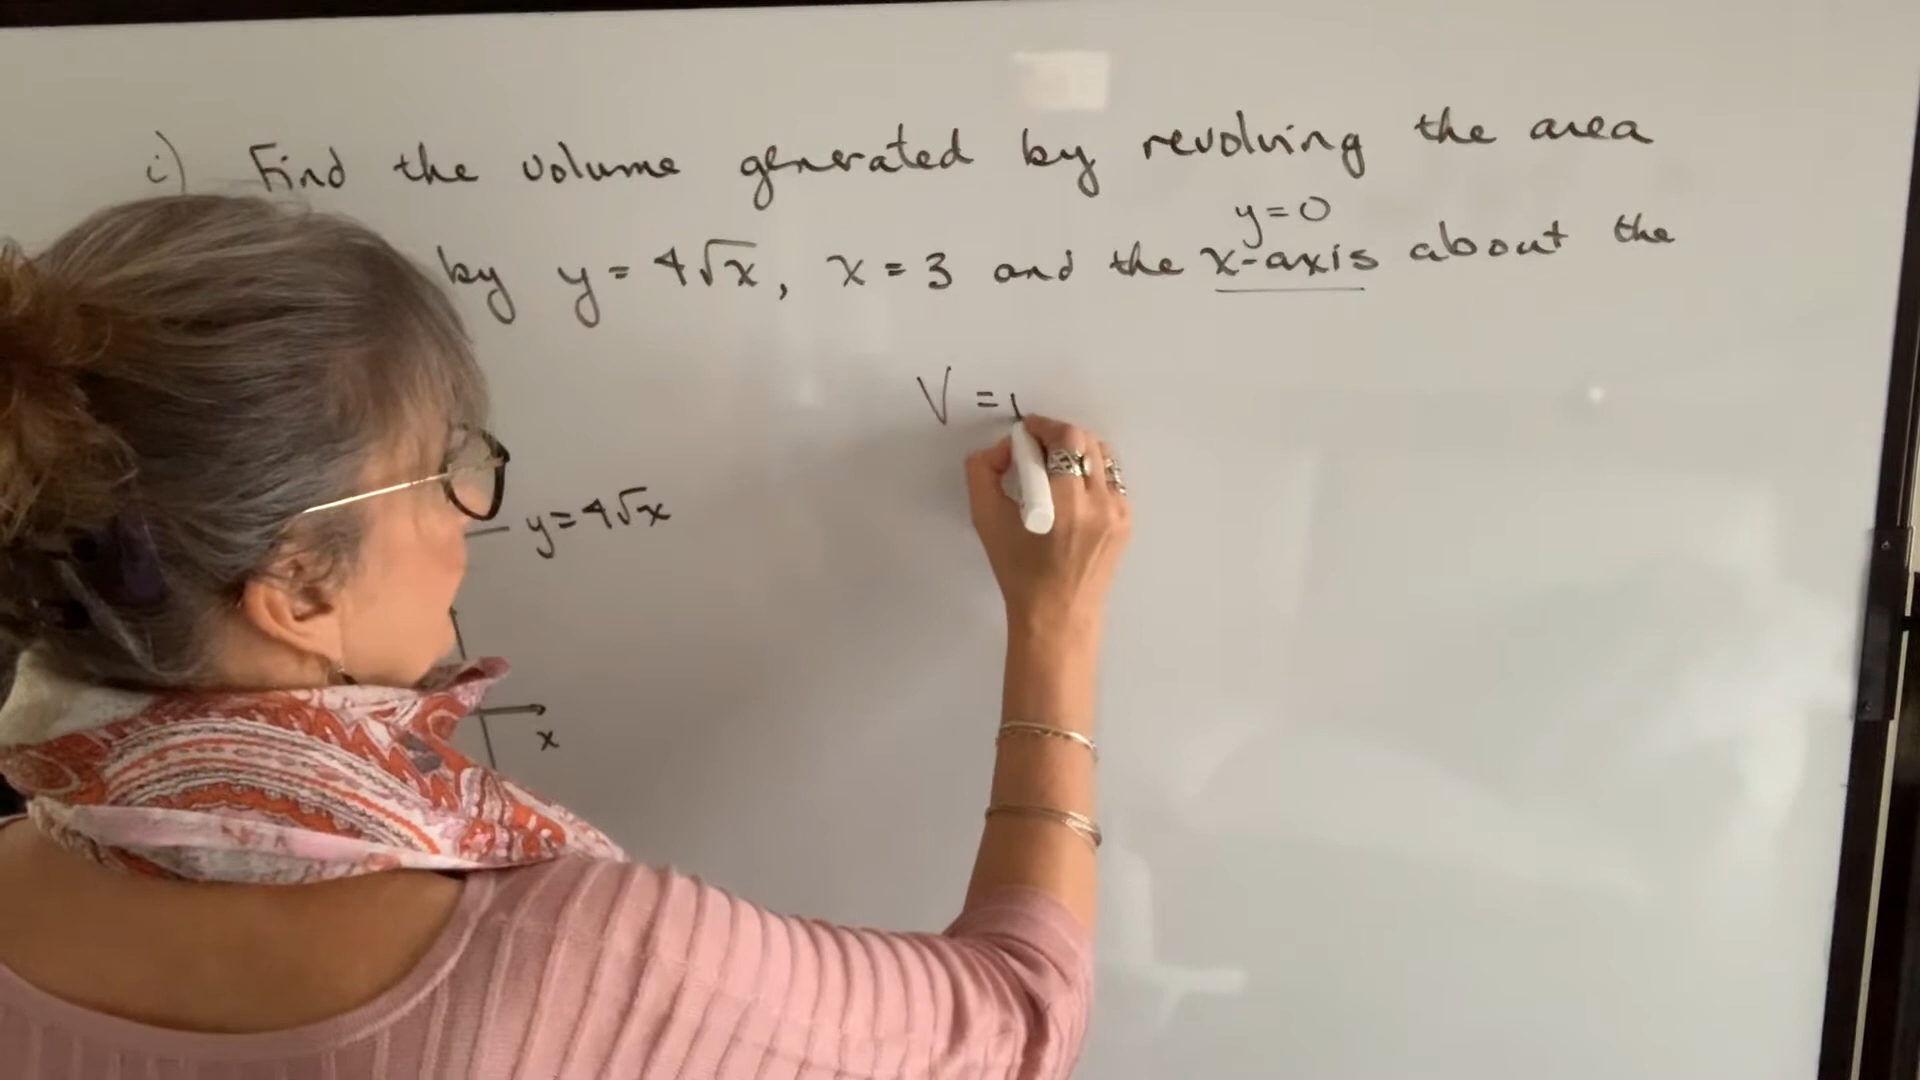 i) Find the volume generated by revolving the area
y=0
by y = 4√x, x = 3 and the x-axis about the
V =
y=4√x
x